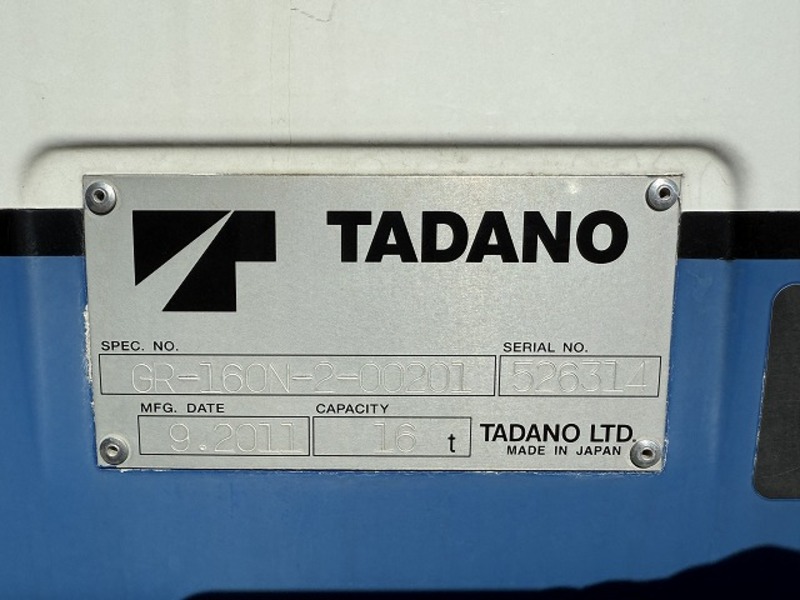 TADANO
SPEC. NO.
SERIAL NO.
GR-160N-2-00201
526314
MFG. DATE
CAPACITY
9.2011
16 t
TADANO LTD.
MADE IN JAPAN